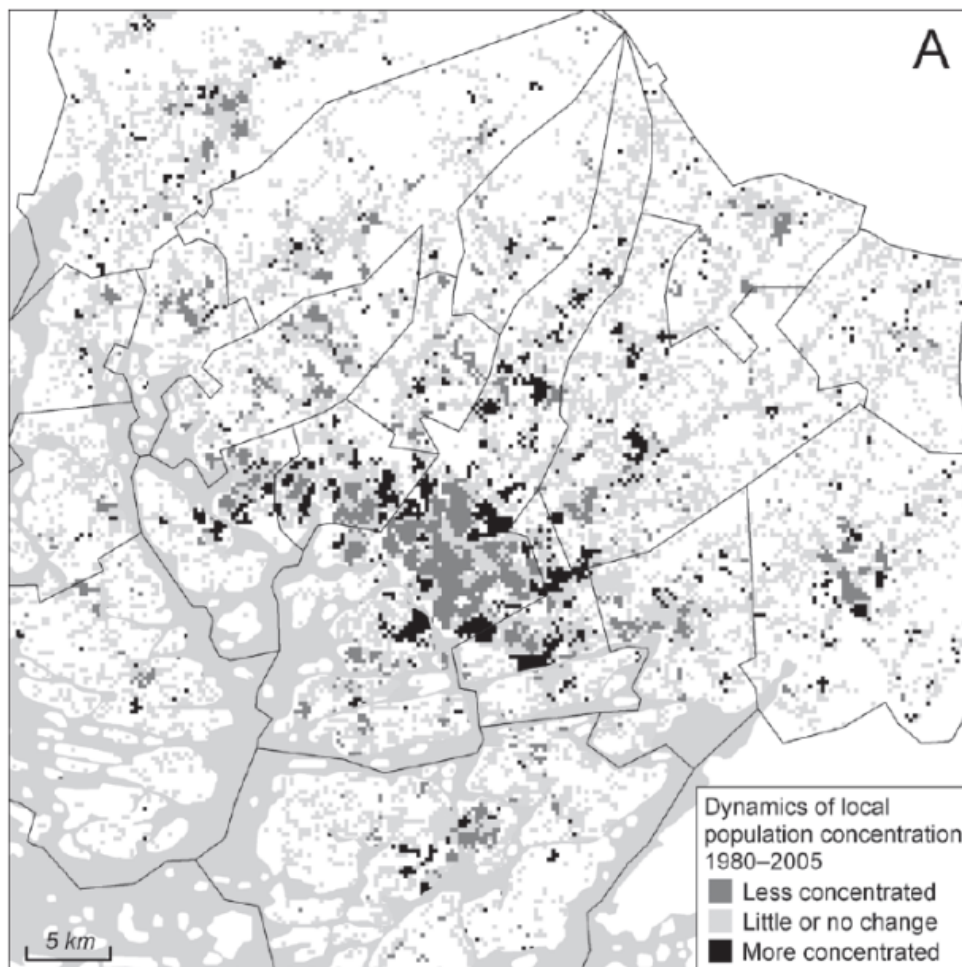 A
Dynamics of local
population concentration
1980–2005
Less concentrated
Little or no change
More concentrated
5 km